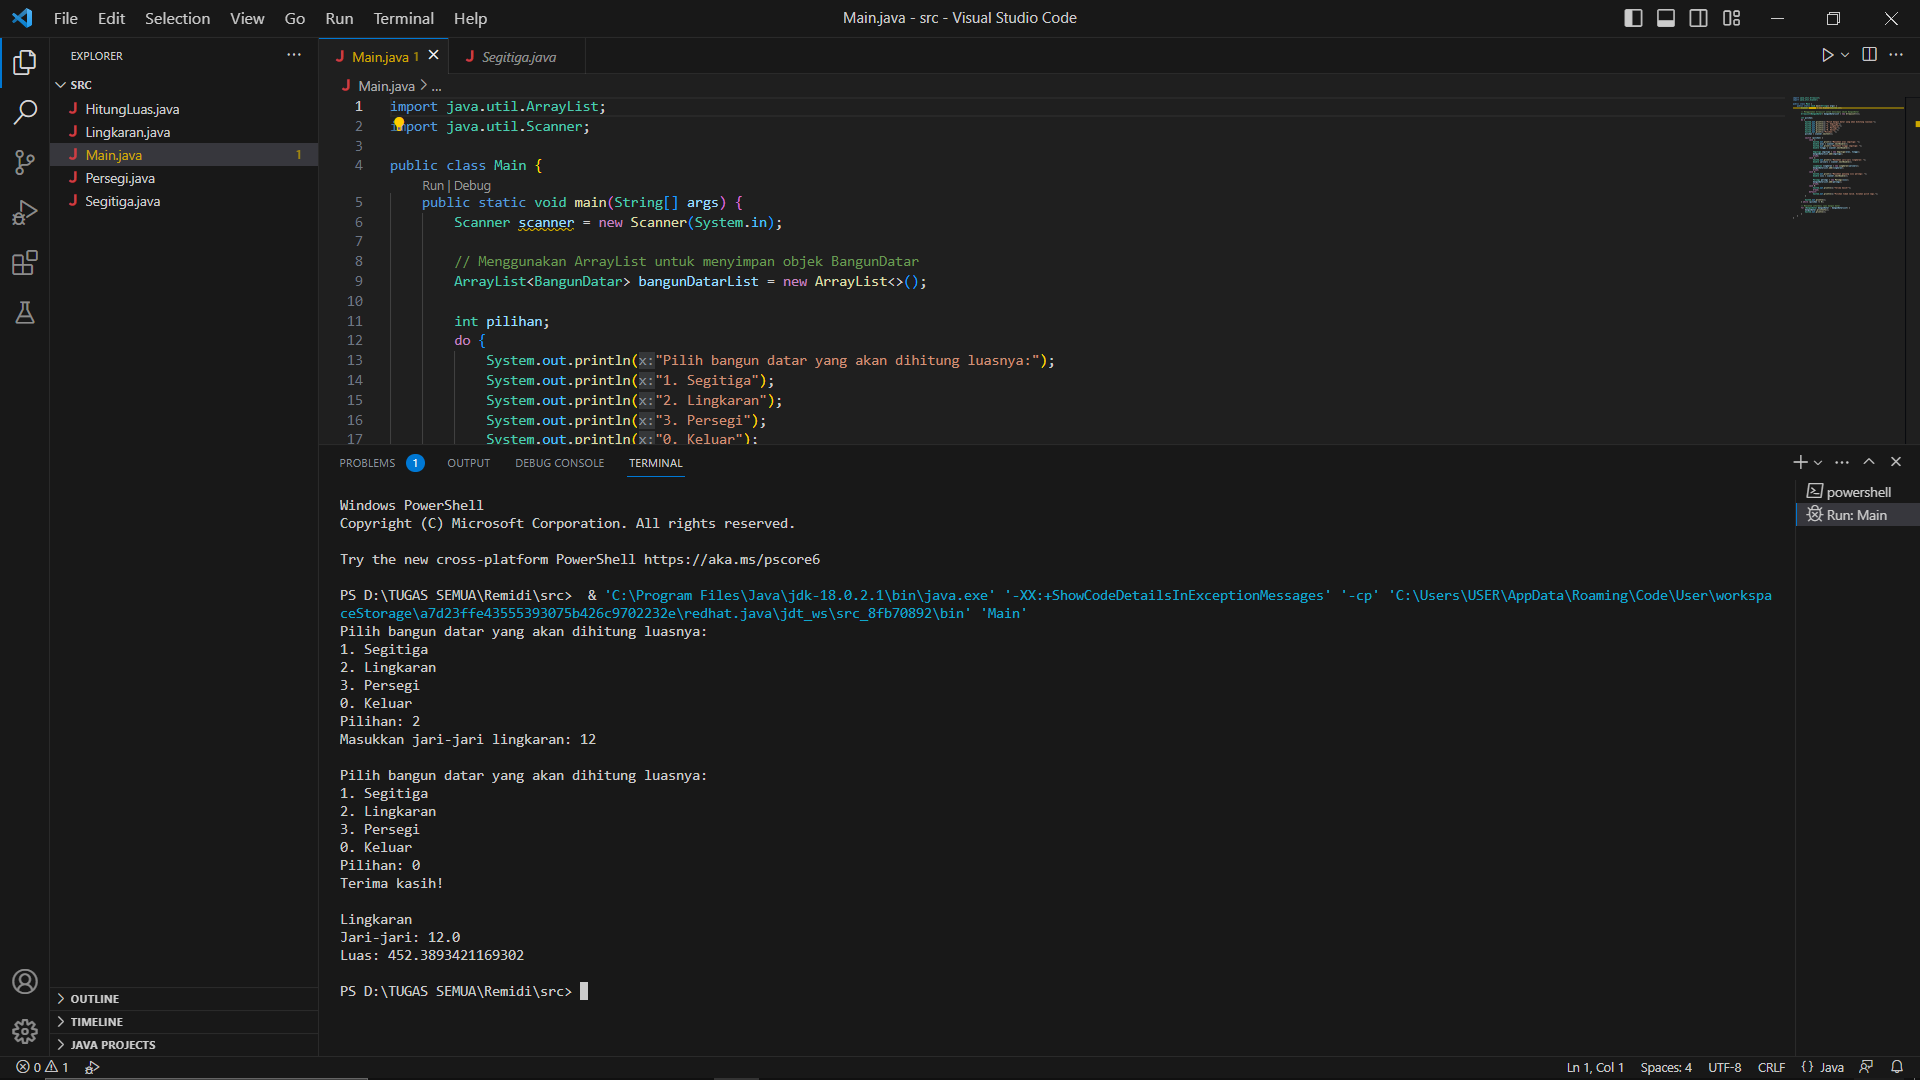 File Edit Selection View Go Run Terminal Help
Main.java - src - Visual Studio Code
EXPLORER
SRC
HitungLuas.java
Lingkaran.java
Main.java 1
Persegi.java
Segitiga.java
OUTLINE
TIMELINE
JAVA PROJECTS
Main.java 1
Segitiga.java
Main.java > ...
1 import java.util.ArrayList;
2 import java.util.Scanner;
3
4 public class Main {
Run | Debug
5 public static void main(String[] args) {
6 Scanner scanner = new Scanner(System.in);
7
8 // Menggunakan ArrayList untuk menyimpan objek BangunDatar
9 ArrayList<BangunDatar> bangunDatarList = new ArrayList<>();
10
11 int pilihan;
12 do {
13 System.out.println(x:"Pilih bangun datar yang akan dihitung luasnya:");
14 System.out.println(x:"1. Segitiga");
15 System.out.println(x:"2. Lingkaran");
16 System.out.println(x:"3. Persegi");
17 System.out.println(x:"0. Keluar");
PROBLEMS 1 OUTPUT DEBUG CONSOLE TERMINAL
powershell
Run: Main
Windows PowerShell
Copyright (C) Microsoft Corporation. All rights reserved.
Try the new cross-platform PowerShell https://aka.ms/pscore6
PS D:\TUGAS SEMUA\Remidi\src>  & 'C:\Program Files\Java\jdk-18.0.2.1\bin\java.exe' '-XX:+ShowCodeDetailsInExceptionMessages' '-cp' 'C:\Users\USER\AppData\Roaming\Code\User\workspa
ceStorage\a7d23ffe43555393075b426c9702232e\redhat.java\jdt_ws\src_8fb70892\bin' 'Main'
Pilih bangun datar yang akan dihitung luasnya:
1. Segitiga
2. Lingkaran
3. Persegi
0. Keluar
Pilihan: 2
Masukkan jari-jari lingkaran: 12
Pilih bangun datar yang akan dihitung luasnya:
1. Segitiga
2. Lingkaran
3. Persegi
0. Keluar
Pilihan: 0
Terima kasih!
Lingkaran
Jari-jari: 12.0
Luas: 452.3893421169302
PS D:\TUGAS SEMUA\Remidi\src>
0 1
Ln 1, Col 1 Spaces: 4 UTF-8 CRLF {} Java